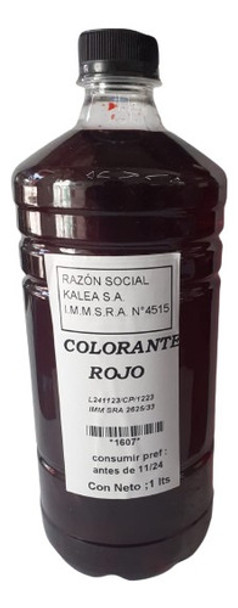 RAZÓN SOCIAL
KALEA S.A.
I.M.M.S.R.A. N°4515
COLORANTE
ROJO
L241123/CP/1223
IMM SRA 2625/33
*1607*
consumir pref :
antes de 11/24
Con Neto ;1 lts